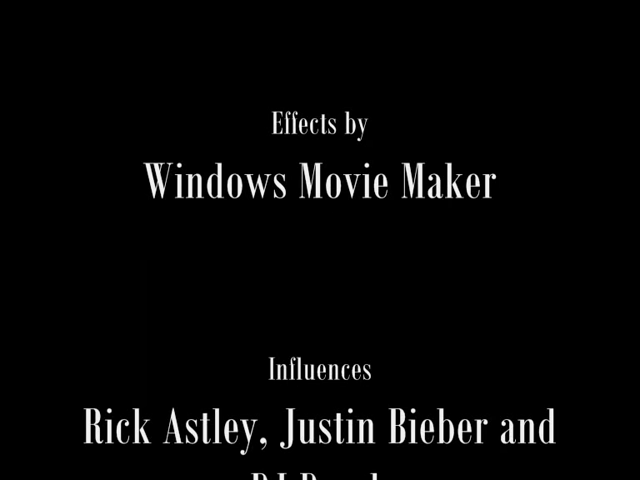 Effects by
Windows Movie Maker
Influences
Rick Astley, Justin Bieber and